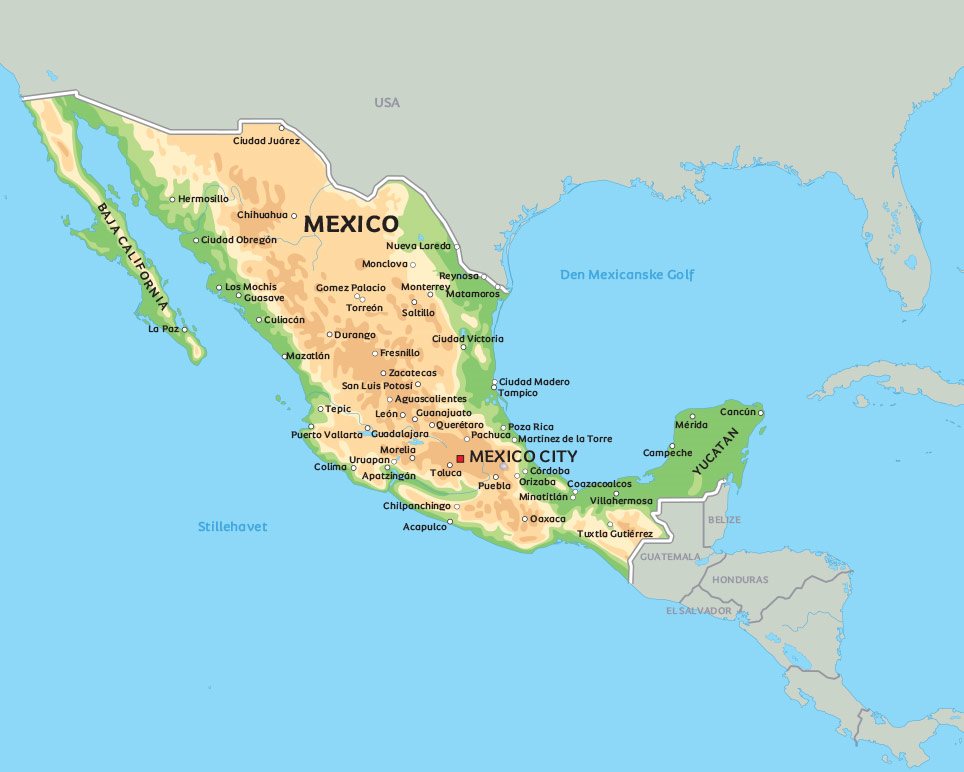 USA
Ciudad Juárez
Hermosillo
Chihuahua
MEXICO
BAJA CALIFORNIA
Ciudad Obregón
Nueva Lareda
Monclova
Reynosa
Den Mexicanske Golf
Los Mochis
Gomez Palacio
Monterrey
Matamoros
Guasave
Torreón
Saltillo
Culiacán
La Paz
Durango
Ciudad Victoria
Mazatlán
Fresnillo
Zacatecas
San Luis Potosí
Ciudad Madero
Tampico
Aguascalientes
Tepic
León
Guanajuato
Cancún
Mérida
Querétaro
Poza Rica
Puerto Vallarta
Guadalajara
Pachuca
Martinez de la Torre
YUCATAN
Morelia
MEXICO CITY
Campeche
Uruapan
Colima
Toluca
Córdoba
Apatzingán
Puebla
Orizaba
Coazacoalcos
Minatitlán
Villahermosa
Chilpanchingo
Stillehavet
Acapulco
Oaxaca
BELIZE
Tuxtla Gutiérrez
GUATEMALA
HONDURAS
EL SALVADOR